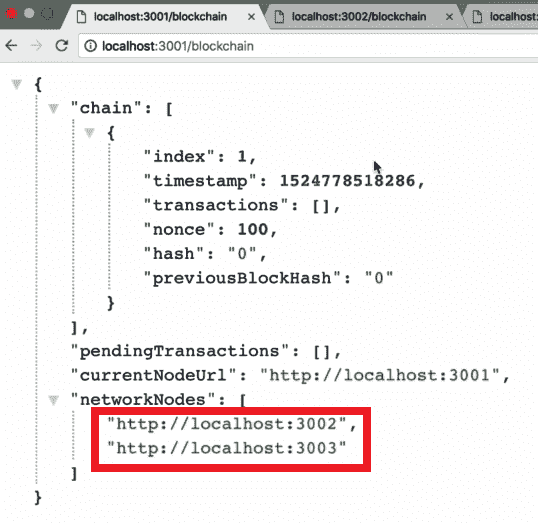 localhost:3001/blockchain
localhost:3002/blockchain
localhost:
localhost:3001/blockchain
{
"chain": [
{
"index": 1,
"timestamp": 1524778518286,
"transactions": [],
"nonce": 100,
"hash": "0",
"previousBlockHash": "0"
}
],
"pendingTransactions": [],
"currentNodeUrl": "http://localhost:3001",
"networkNodes": [
"http://localhost:3002",
"http://localhost:3003"
]
}